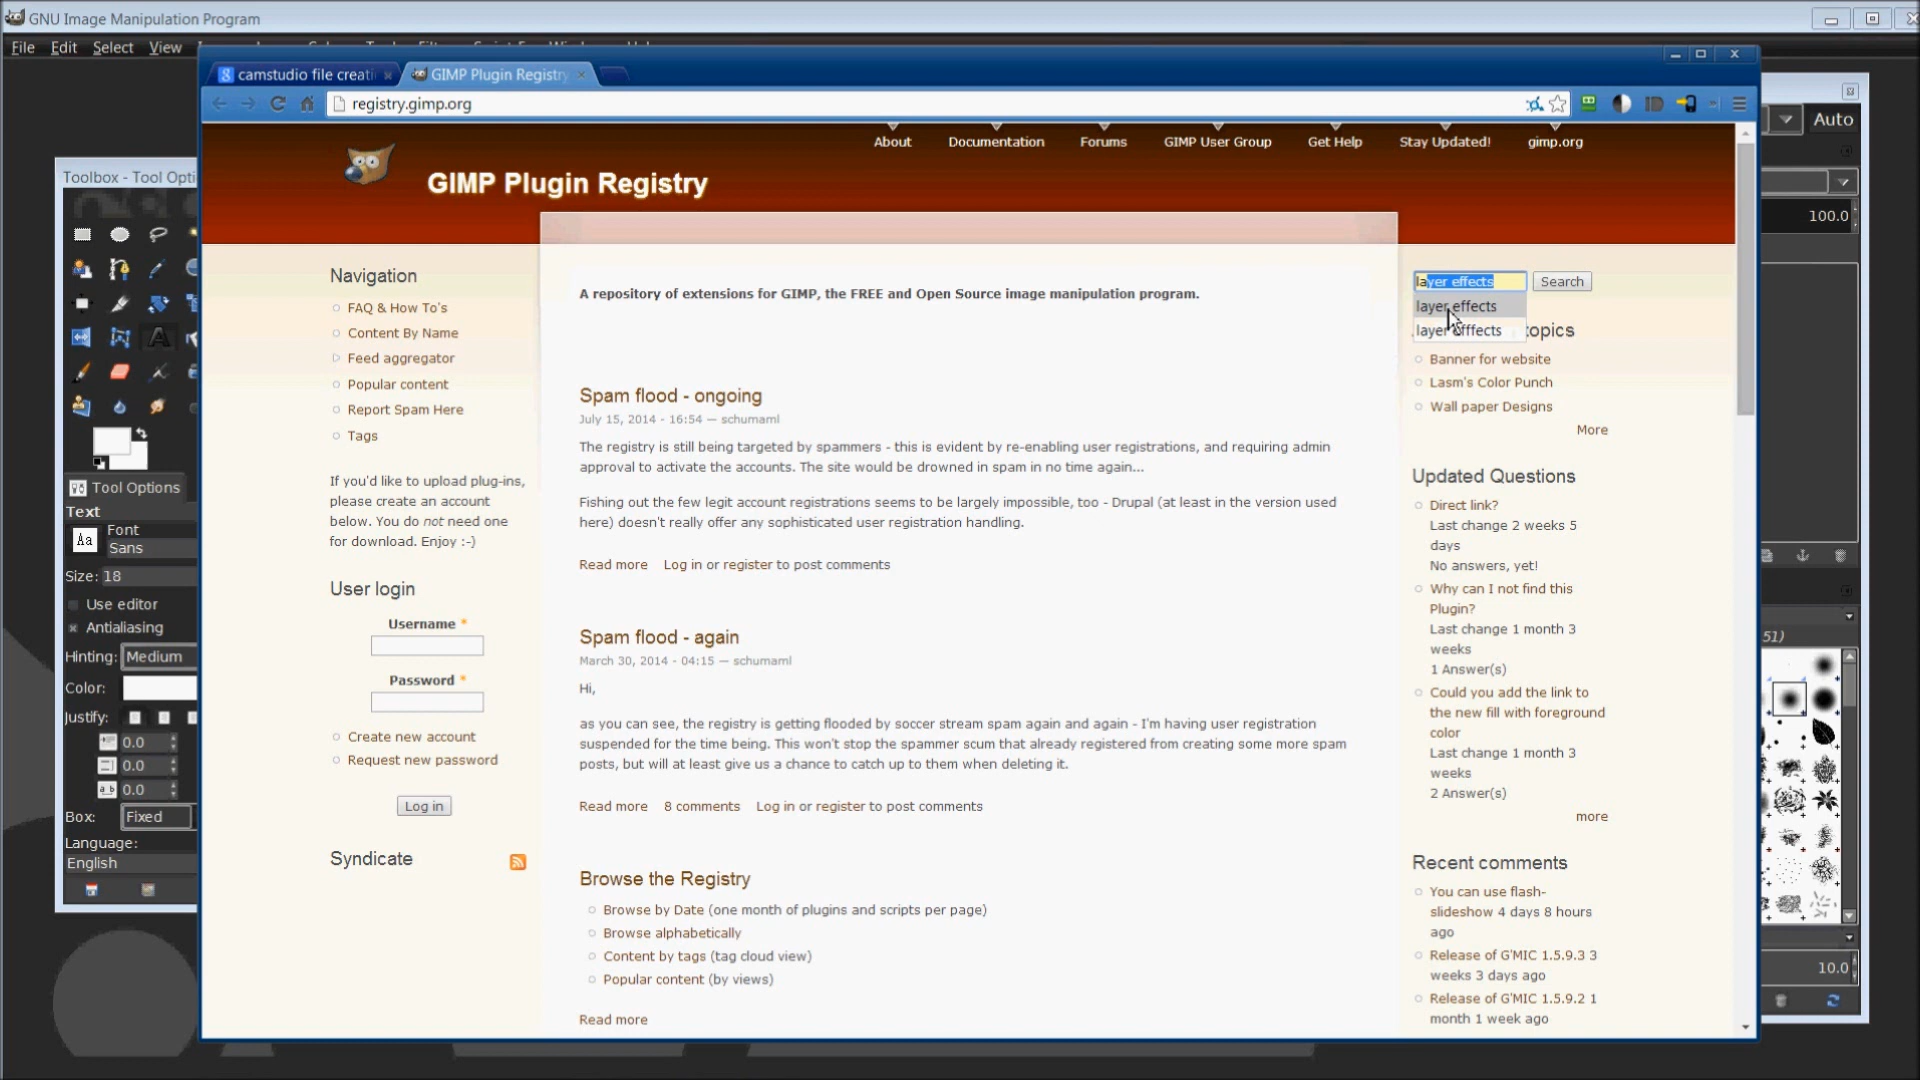 GNU Image Manipulation Program
File Edit Select View
camstudio file creati
GIMP Plugin Registry
registry.gimp.org
Auto
About Documentation Forums GIMP User Group Get Help Stay Updated! gimp.org
GIMP Plugin Registry
Toolbox - Tool Opti
100.0
Navigation
FAQ & How To's
Content By Name
Feed aggregator
Popular content
Report Spam Here
Tags
If you'd like to upload plug-ins,
please create an account
below. You do not need one
for download. Enjoy :-)
User login
Username *
Password *
Create new account
Request new password
Log in
Syndicate
A repository of extensions for GIMP, the FREE and Open Source image manipulation program.
Spam flood - ongoing
July 15, 2014 - 16:54 — schumaml
The registry is still being targeted by spammers - this is evident by re-enabling user registrations, and requiring admin
approval to activate the accounts. The site would be drowned in spam in no time again...
Fishing out the few legit account registrations seems to be largely impossible, too - Drupal (at least in the version used
here) doesn't really offer any sophisticated user registration handling.
Read more Log in or register to post comments
Spam flood - again
March 30, 2014 - 04:15 — schumaml
Hi,
as you can see, the registry is getting flooded by soccer stream spam again and again - I'm having user registration
suspended for the time being. This won't stop the spammer scum that already registered from creating some more spam
posts, but will at least give us a chance to catch up to them when deleting it.
Read more 8 comments Log in or register to post comments
Browse the Registry
Browse by Date (one month of plugins and scripts per page)
Browse alphabetically
Content by tags (tag cloud view)
Popular content (by views)
Read more
layer effects Search
layer effects
layer efffects
topics
Banner for website
Lasm's Color Punch
Wall paper Designs
More
Updated Questions
Direct link?
Last change 2 weeks 5
days
No answers, yet!
Why can I not find this
Plugin?
Last change 1 month 3
weeks
1 Answer(s)
Could you add the link to
the new fill with foreground
color
Last change 1 month 3
weeks
2 Answer(s)
more
Recent comments
You can use flash-
slideshow 4 days 8 hours
ago
Release of G'MIC 1.5.9.3 3
weeks 3 days ago
Release of G'MIC 1.5.9.2 1
month 1 week ago
Tool Options
Text
Aa
Font
Sans
Size: 18
Use editor
Antialiasing
Hinting: Medium
Color:
Justify:
0.0
0.0
a b 0.0
Box: Fixed
Language:
English
51)
10.0